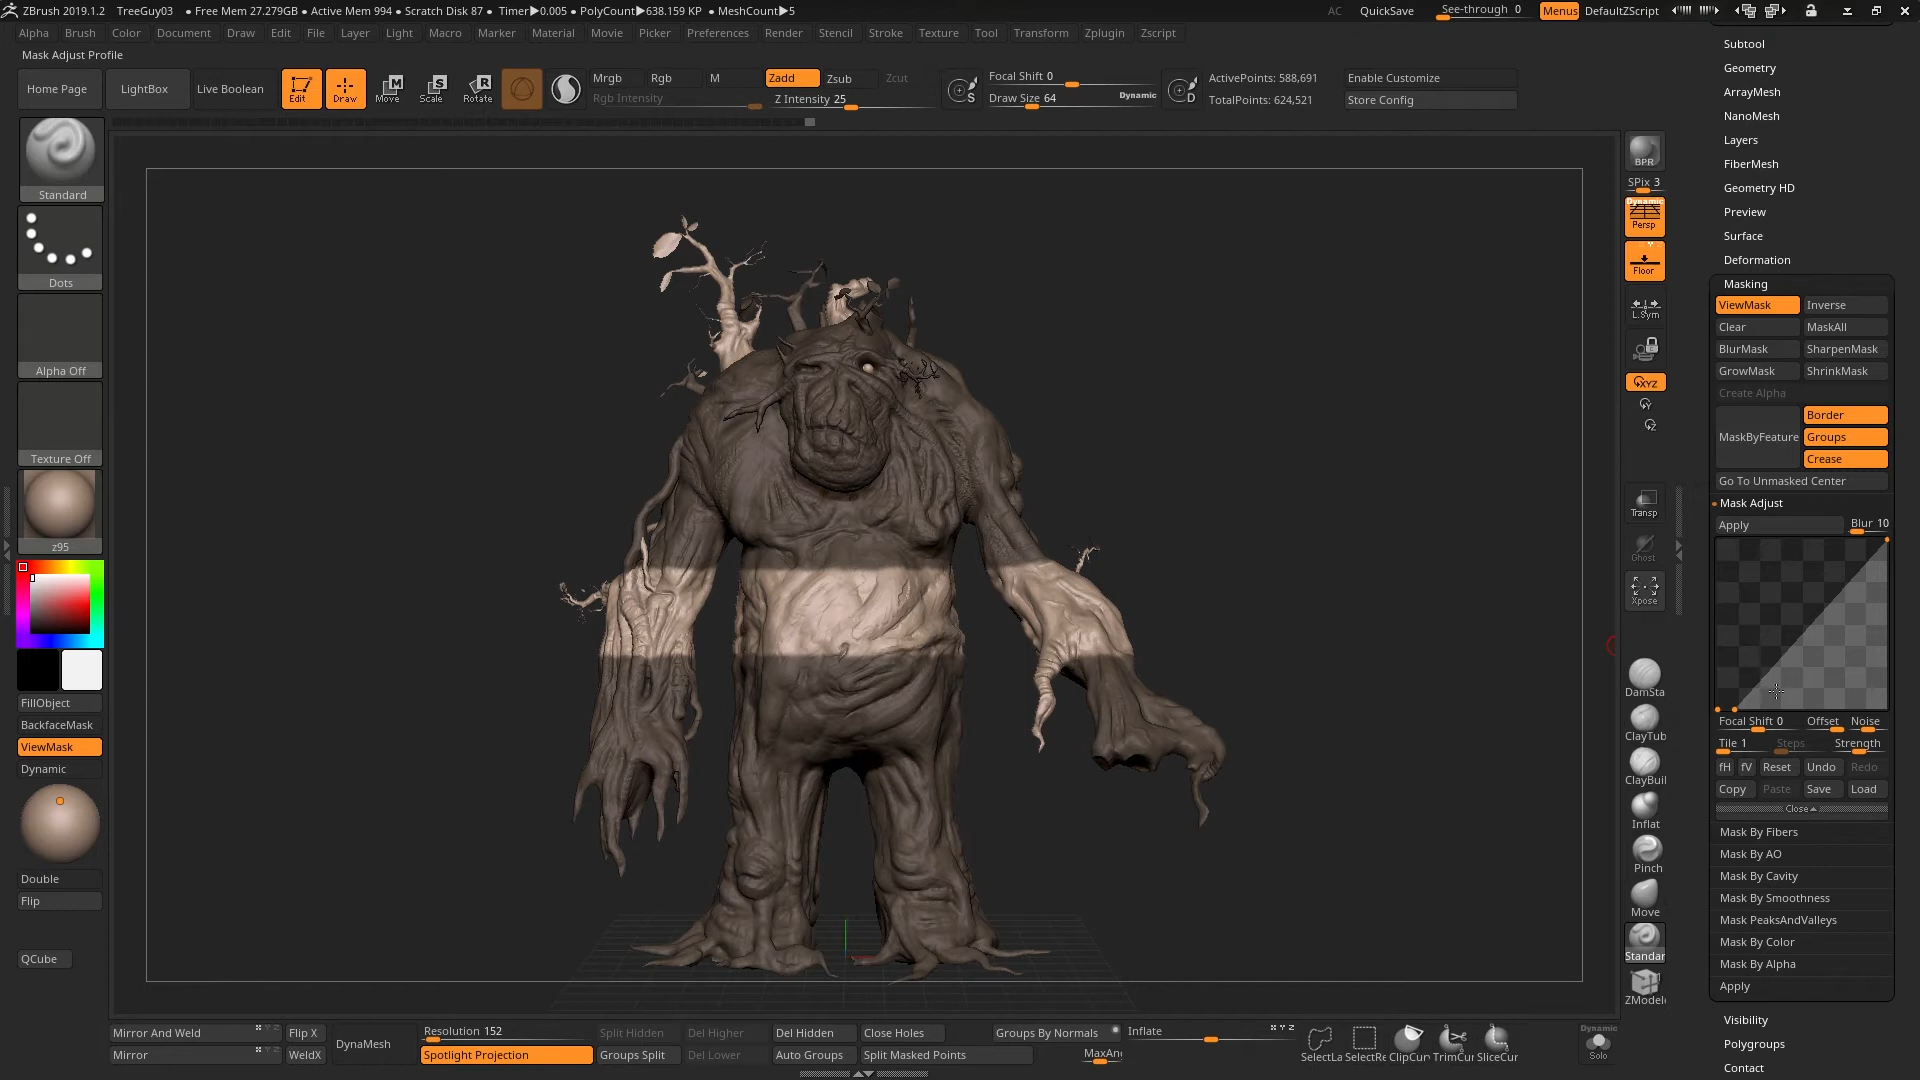 ZBrush 2019.1.2 TreeGuy03 • Free Mem 27.279GB • Active Mem 994 • Scratch Disk 87 • Timer▶0.005 • PolyCount▶638.159 KP • MeshCount▶5 AC QuickSave See-through 0 Menus DefaultZScript
Alpha Brush Color Document Draw Edit File Layer Light Macro Marker Material Movie Picker Preferences Render Stencil Stroke Texture Tool Transform Zplugin Zscript
Mask Adjust Profile
Home Page LightBox Live Boolean Edit Draw Move Scale Rotate
Mrgb Rgb M Zadd Zsub Zcut
Rgb Intensity Z Intensity 25
S Focal Shift 0
Draw Size 64 Dynamic
D ActivePoints: 588,691
TotalPoints: 624,521
Enable Customize
Store Config
Standard
Dots
Alpha Off
Texture Off
z95
FillObject
BackfaceMask
ViewMask
Dynamic
Double
Flip
QCube
BPR
SPix 3
Dynamic
Persp
Floor
L.Sym
XYZ
Y
Z
Transp
Ghost
Xpose
DamSta
ClayTub
ClayBuil
Inflat
Pinch
Move
Standar
ZModele
Subtool
Geometry
ArrayMesh
NanoMesh
Layers
FiberMesh
Geometry HD
Preview
Surface
Deformation
Masking
ViewMask Inverse
Clear MaskAll
BlurMask SharpenMask
GrowMask ShrinkMask
Create Alpha
MaskByFeature Border
Groups
Crease
Go To Unmasked Center
Mask Adjust
Apply Blur 10
Focal Shift 0 Offset Noise
Tile 1 Steps Strength
fH fV Reset Undo Redo
Copy Paste Save Load
Close
Mask By Fibers
Mask By AO
Mask By Cavity
Mask By Smoothness
Mask PeaksAndValleys
Mask By Color
Mask By Alpha
Apply
Visibility
Polygroups
Contact
Mirror And Weld Flip X
Mirror WeldX
DynaMesh
Resolution 152 Split Hidden Del Higher Del Hidden Close Holes Groups By Normals Inflate
Spotlight Projection Groups Split Del Lower Auto Groups Split Masked Points MaxAng
SelectLa SelectRe ClipCur TrimCur SliceCur
Dynamic
Solo